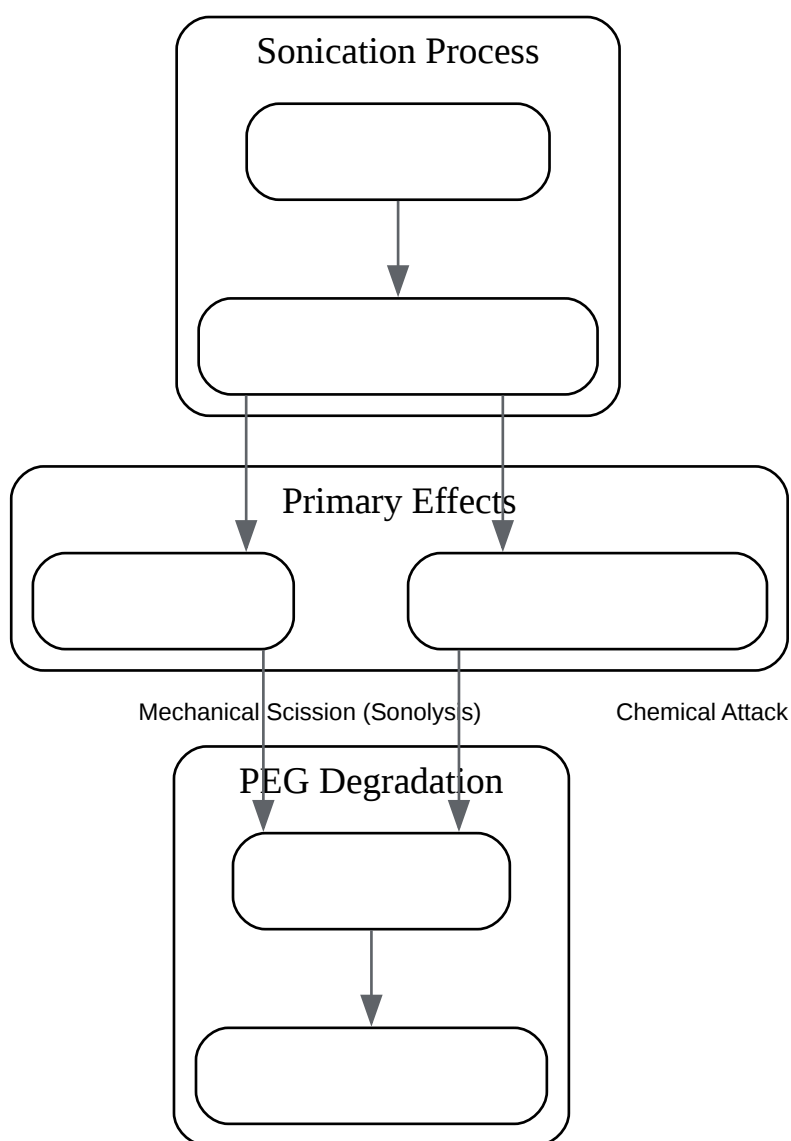 Sonication Process
Primary Effects
Mechanical Scission (Sonolysis)
Chemical Attack
PEG Degradation